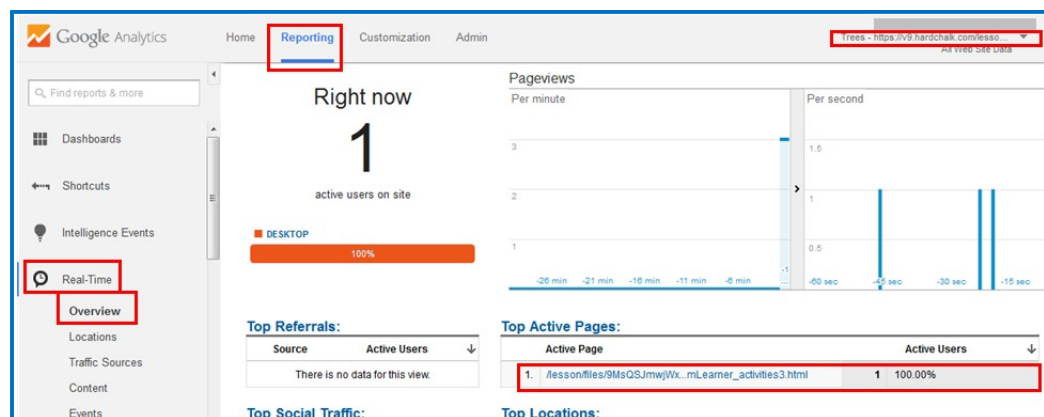 Google Analytics
Home Reporting Customization Admin
Trees - https://v9.hardchalk.com/lesso...
All Web Site Data
Find reports & more
Dashboards
Shortcuts
Intelligence Events
Real-Time
Overview
Locations
Traffic Sources
Content
Events
Right now
1
active users on site
DESKTOP
100%
Pageviews
Per minute
3
2
1
-26 min -21 min -16 min -11 min -6 min -1
Per second
1.5
1
0.5
-60 sec -45 sec -30 sec -15 sec
Top Referrals:
Source Active Users
There is no data for this view.
Top Active Pages:
Active Page Active Users
1. /lesson/files/9MsQSJmwjWx...mLearner_activities3.html 1 100.00%
Top Social Traffic:
Top Locations: